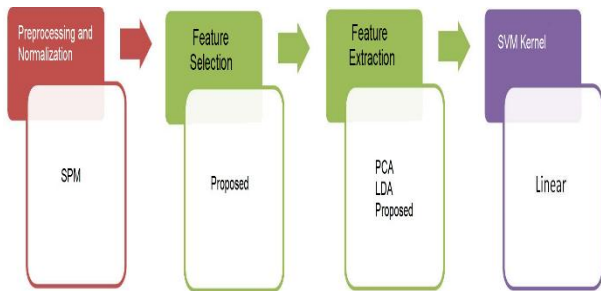 Preprocessing and
Normalization
SPM
Feature
Selection
Proposed
Feature
Extraction
PCA
LDA
Proposed
SVM Kernel
Linear